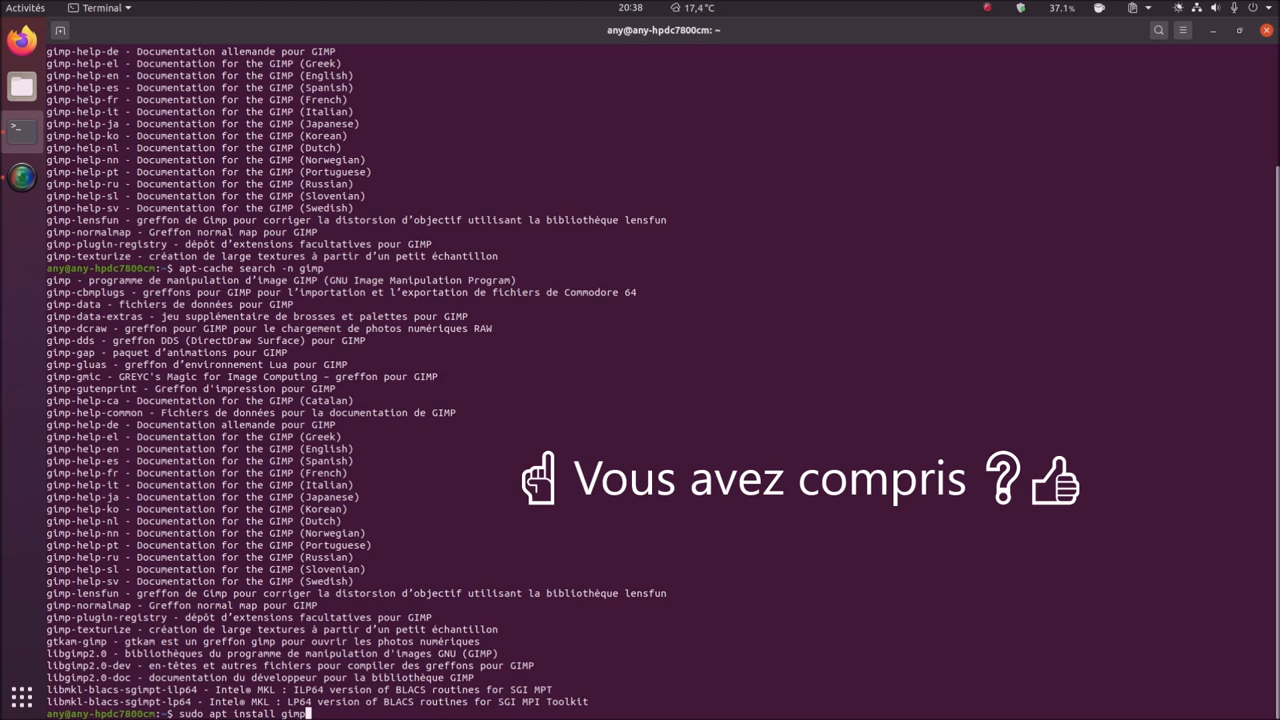 Activités Terminal 20:38 17,4 °C 37.1%
any@any-hpdc7800cm: ~
gimp-help-de - Documentation allemande pour GIMP
gimp-help-el - Documentation for the GIMP (Greek)
gimp-help-en - Documentation for the GIMP (English)
gimp-help-es - Documentation for the GIMP (Spanish)
gimp-help-fr - Documentation for the GIMP (French)
gimp-help-it - Documentation for the GIMP (Italian)
gimp-help-ja - Documentation for the GIMP (Japanese)
gimp-help-ko - Documentation for the GIMP (Korean)
gimp-help-nl - Documentation for the GIMP (Dutch)
gimp-help-nn - Documentation for the GIMP (Norwegian)
gimp-help-pt - Documentation for the GIMP (Portuguese)
gimp-help-ru - Documentation for the GIMP (Russian)
gimp-help-sl - Documentation for the GIMP (Slovenian)
gimp-help-sv - Documentation for the GIMP (Swedish)
gimp-lensfun - greffon de Gimp pour corriger la distorsion d’objectif utilisant la bibliothèque lensfun
gimp-normalmap - Greffon normal map pour GIMP
gimp-plugin-registry - dépôt d’extensions facultatives pour GIMP
gimp-texturize - création de large textures à partir d’un petit échantillon
any@any-hpdc7800cm:~$ apt-cache search -n gimp
gimp - programme de manipulation d’image GIMP (GNU Image Manipulation Program)
gimp-cbmplugs - greffons pour GIMP pour l’importation et l’exportation de fichiers de Commodore 64
gimp-data - fichiers de données pour GIMP
gimp-data-extras - jeu supplémentaire de brosses et palettes pour GIMP
gimp-dcraw - greffon pour GIMP pour le chargement de photos numériques RAW
gimp-dds - greffon DDS (DirectDraw Surface) pour GIMP
gimp-gap - paquet d’animations pour GIMP
gimp-gluas - greffon d’environnement Lua pour GIMP
gimp-gmic - GREYC's Magic for Image Computing – greffon pour GIMP
gimp-gutenprint - Greffon d'impression pour GIMP
gimp-help-ca - Documentation for the GIMP (Catalan)
gimp-help-common - Fichiers de données pour la documentation de GIMP
gimp-help-de - Documentation allemande pour GIMP
gimp-help-el - Documentation for the GIMP (Greek)
gimp-help-en - Documentation for the GIMP (English)
gimp-help-es - Documentation for the GIMP (Spanish)
gimp-help-fr - Documentation for the GIMP (French)
gimp-help-it - Documentation for the GIMP (Italian)
gimp-help-ja - Documentation for the GIMP (Japanese)
gimp-help-ko - Documentation for the GIMP (Korean)
gimp-help-nl - Documentation for the GIMP (Dutch)
gimp-help-nn - Documentation for the GIMP (Norwegian)
gimp-help-pt - Documentation for the GIMP (Portuguese)
gimp-help-ru - Documentation for the GIMP (Russian)
gimp-help-sl - Documentation for the GIMP (Slovenian)
gimp-help-sv - Documentation for the GIMP (Swedish)
gimp-lensfun - greffon de Gimp pour corriger la distorsion d’objectif utilisant la bibliothèque lensfun
gimp-normalmap - Greffon normal map pour GIMP
gimp-plugin-registry - dépôt d’extensions facultatives pour GIMP
gimp-texturize - création de large textures à partir d’un petit échantillon
gtkam-gimp - gtkam est un greffon gimp pour ouvrir les photos numériques
libgimp2.0 - bibliothèques du programme de manipulation d'images GNU (GIMP)
libgimp2.0-dev - en-têtes et autres fichiers pour compiler des greffons pour GIMP
libgimp2.0-doc - documentation du développeur pour la bibliothèque GIMP
libmkl-blacs-sgimpt-ilp64 - Intel® MKL : ILP64 version of BLACS routines for SGI MPT
libmkl-blacs-sgimpt-lp64 - Intel® MKL : LP64 version of BLACS routines for SGI MPI Toolkit
any@any-hpdc7800cm:~$ sudo apt install gimp
☝ Vous avez compris ?👍